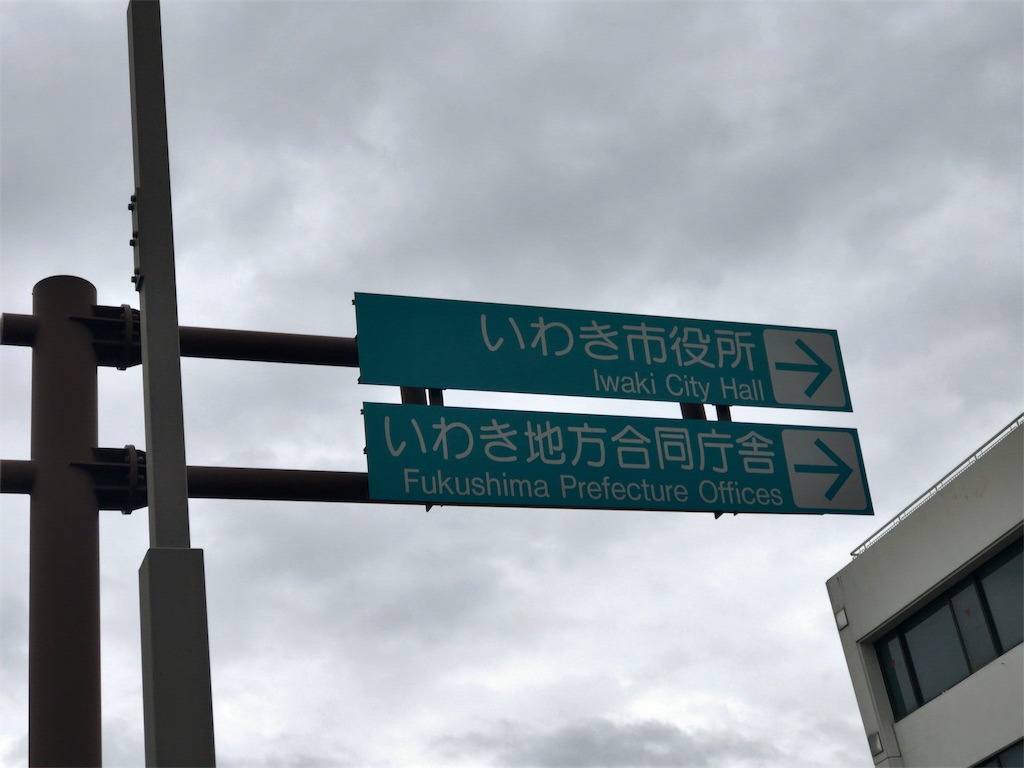 いわき市役所
Iwaki City Hall
いわき地方合同庁舎
Fukushima Prefecture Offices